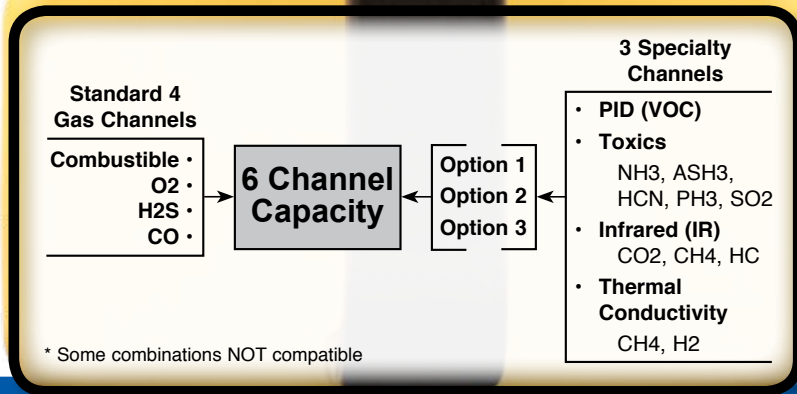 Standard 4
Gas Channels
Combustible •
O2 •
H2S •
CO •
6 Channel
Capacity
Option 1
Option 2
Option 3
3 Specialty
Channels
• PID (VOC)
• Toxics
NH3, ASH3,
HCN, PH3, SO2
• Infrared (IR)
CO2, CH4, HC
• Thermal
Conductivity
CH4, H2
* Some combinations NOT compatible